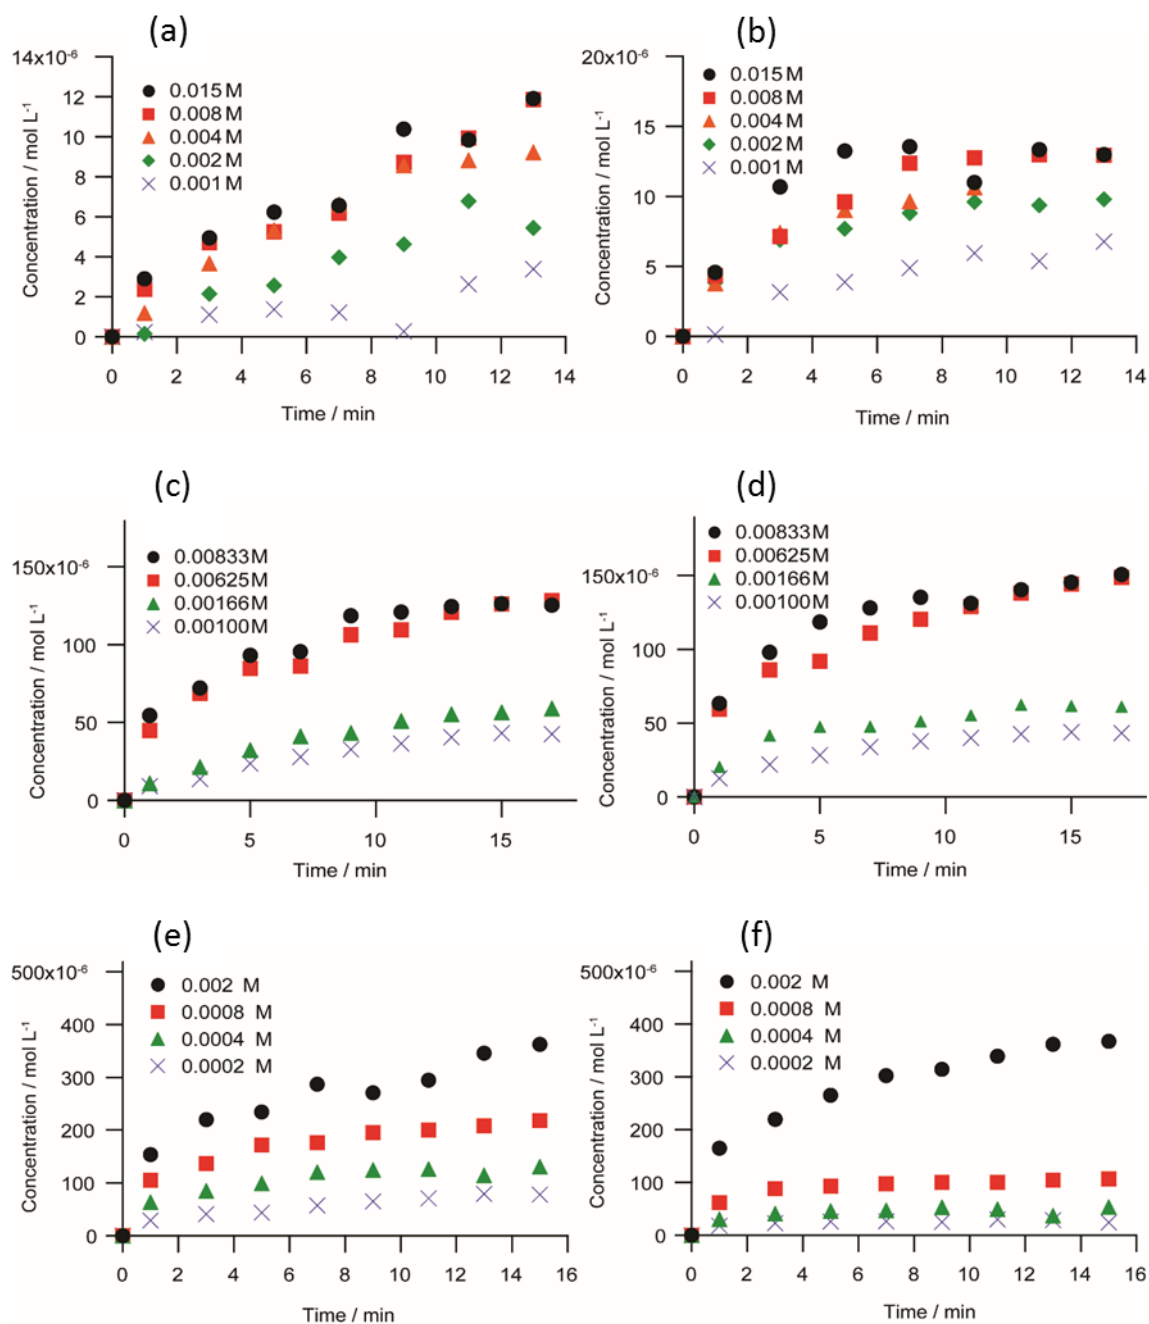 (a)
14x10-6
12
10
8
6
4
2
0
Concentration / mol L-1
0.015 M
0.008 M
0.004 M
0.002 M
0.001 M
0 2 4 6 8 10 12 14
Time / min
(b)
20x10-6
15
10
5
0
Concentration / mol L-1
0.015 M
0.008 M
0.004 M
0.002 M
0.001 M
0 2 4 6 8 10 12 14
Time / min
(c)
150x10-6
100
50
0
Concentration / mol L-1
0.00833 M
0.00625 M
0.00166 M
0.00100 M
0 5 10 15
Time / min
(d)
150x10-6
100
50
0
Concentration / mol L-1
0.00833 M
0.00625 M
0.00166 M
0.00100 M
0 5 10 15
Time / min
(e)
500x10-6
400
300
200
100
0
Concentration / mol L-1
0.002 M
0.0008 M
0.0004 M
0.0002 M
0 2 4 6 8 10 12 14 16
Time / min
(f)
500x10-6
400
300
200
100
0
Concentration / mol L-1
0.002 M
0.0008 M
0.0004 M
0.0002 M
0 2 4 6 8 10 12 14 16
Time / min